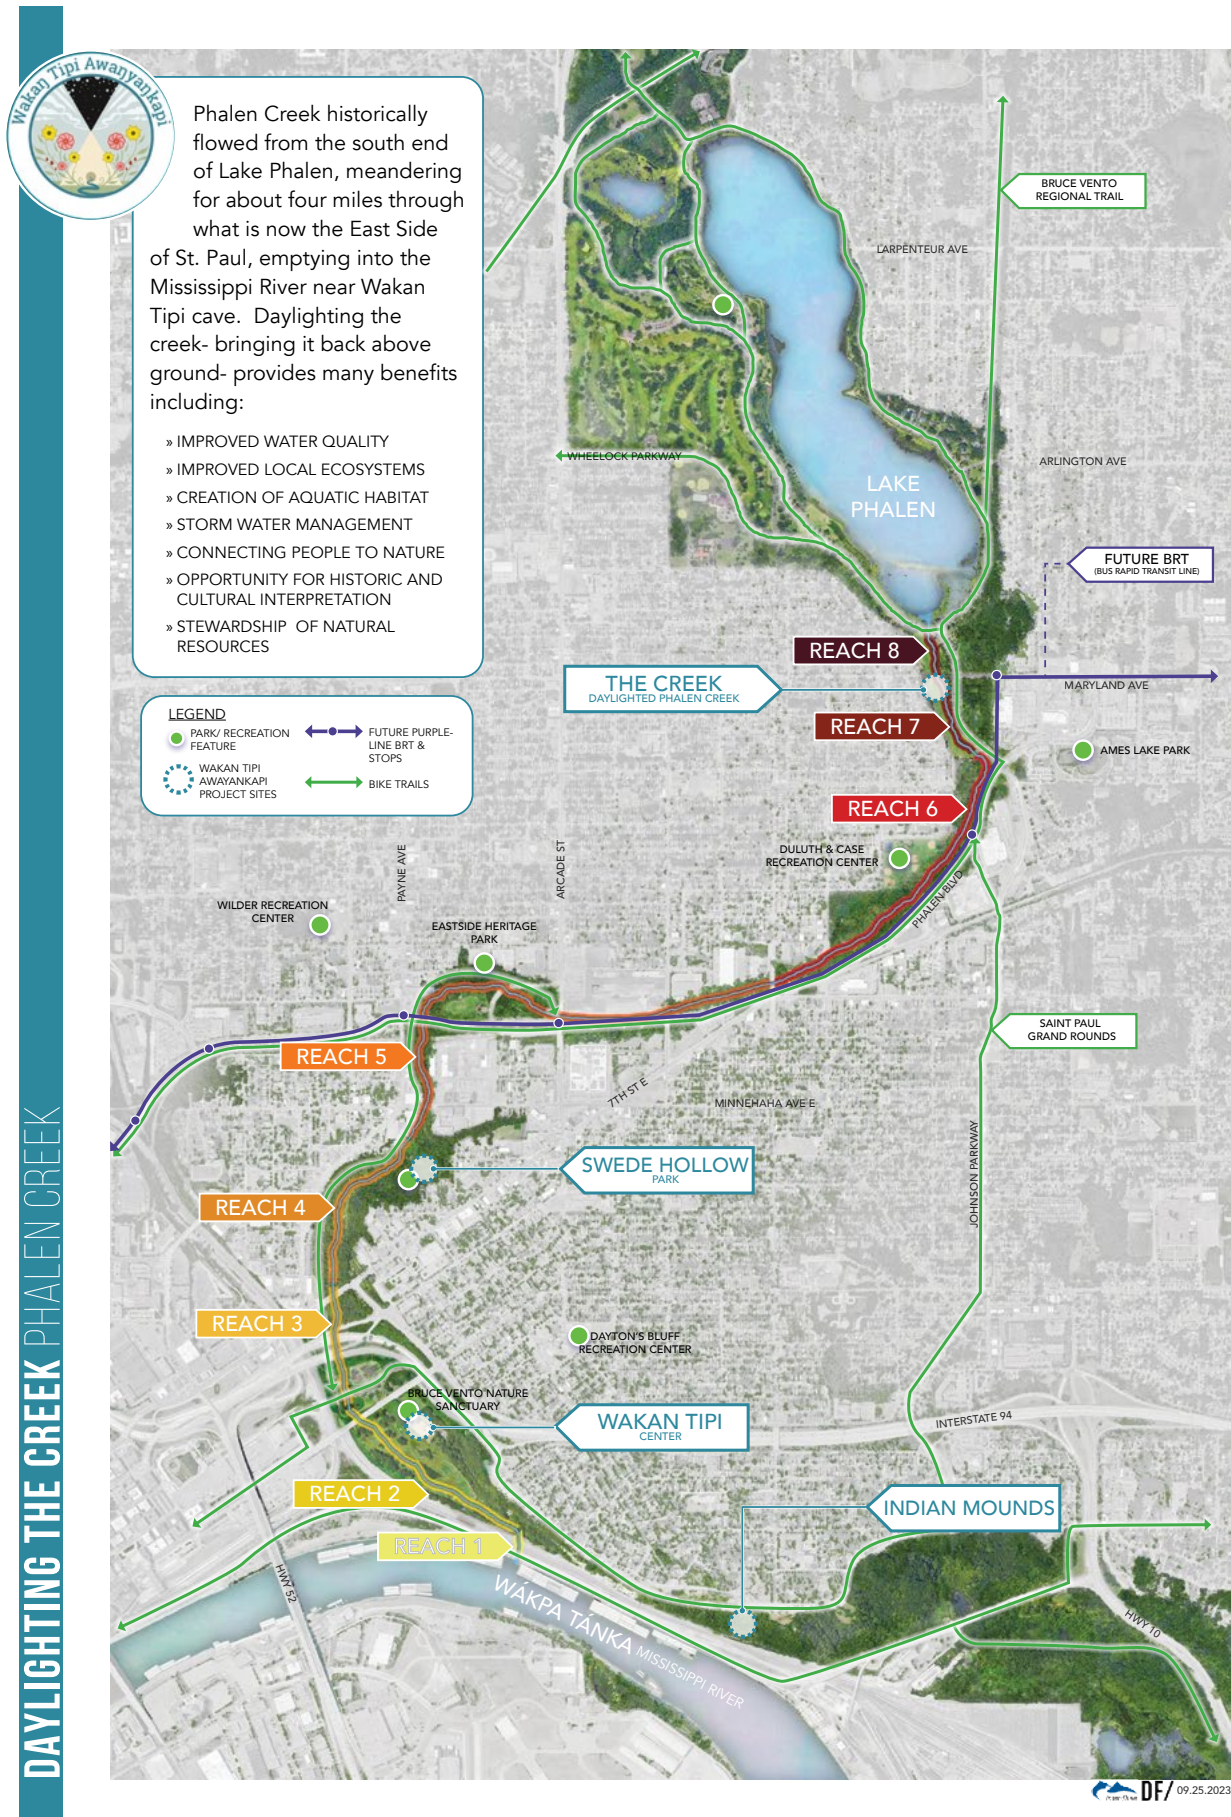 Wakaŋ Tipi Awaŋyaŋkapi
Phalen Creek historically
flowed from the south end
of Lake Phalen, meandering
for about four miles through
what is now the East Side
of St. Paul, emptying into the
Mississippi River near Wakan
Tipi cave.  Daylighting the
creek- bringing it back above
ground- provides many benefits
including:
» IMPROVED WATER QUALITY
» IMPROVED LOCAL ECOSYSTEMS
» CREATION OF AQUATIC HABITAT
» STORM WATER MANAGEMENT
» CONNECTING PEOPLE TO NATURE
» OPPORTUNITY FOR HISTORIC AND
CULTURAL INTERPRETATION
» STEWARDSHIP  OF NATURAL
RESOURCES
LEGEND
PARK/ RECREATION
FEATURE
WAKAN TIPI
AWAYANKAPI
PROJECT SITES
FUTURE PURPLE-
LINE BRT &
STOPS
BIKE TRAILS
BRUCE VENTO
REGIONAL TRAIL
LARPENTEUR AVE
WHEELOCK PARKWAY
ARLINGTON AVE
LAKE
PHALEN
FUTURE BRT
(BUS RAPID TRANSIT LINE)
REACH 8
THE CREEK
DAYLIGHTED PHALEN CREEK
MARYLAND AVE
REACH 7
AMES LAKE PARK
REACH 6
DULUTH & CASE
RECREATION CENTER
PHALEN BLVD
PAYNE AVE
ARCADE ST
WILDER RECREATION
CENTER
EASTSIDE HERITAGE
PARK
REACH 5
SAINT PAUL
GRAND ROUNDS
7TH ST E
MINNEHAHA AVE E
JOHNSON PARKWAY
SWEDE HOLLOW
PARK
REACH 4
REACH 3
DAYTON'S BLUFF
RECREATION CENTER
BRUCE VENTO NATURE
SANCTUARY
WAKAN TIPI
CENTER
INTERSTATE 94
REACH 2
INDIAN MOUNDS
REACH 1
HWY 52
WÁKPA TÁNKA MISSISSIPPI RIVER
HWY 10
DAYLIGHTING THE CREEK PHALEN CREEK
DF/ 09.25.2023